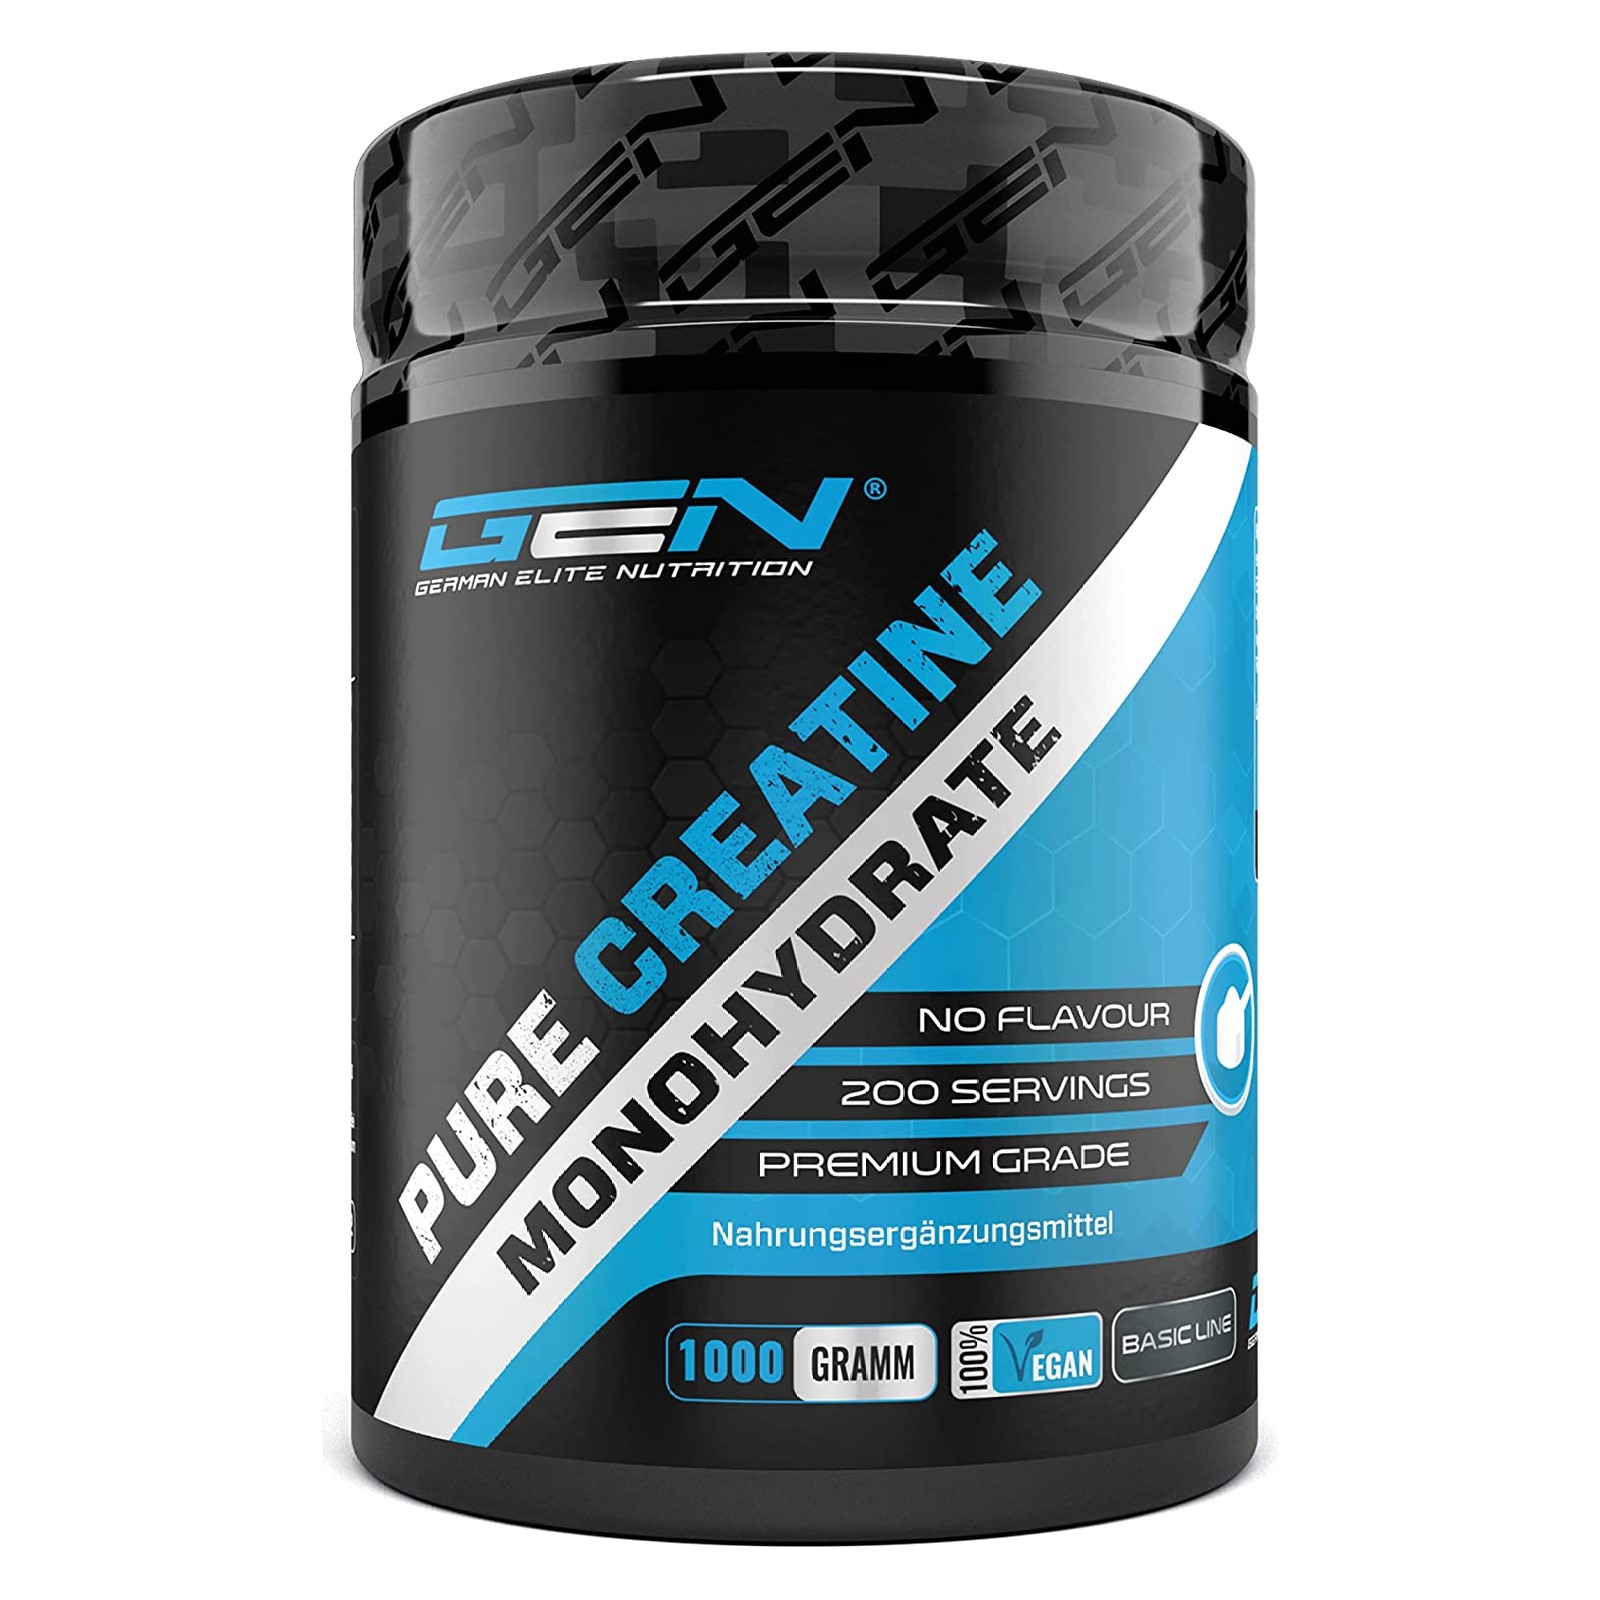 GEN®
GERMAN ELITE NUTRITION
PURE CREATINE
MONOHYDRATE
NO FLAVOUR
200 SERVINGS
PREMIUM GRADE
Nahrungsergänzungsmittel
1000 GRAMM
100% VEGAN
BASIC LINE